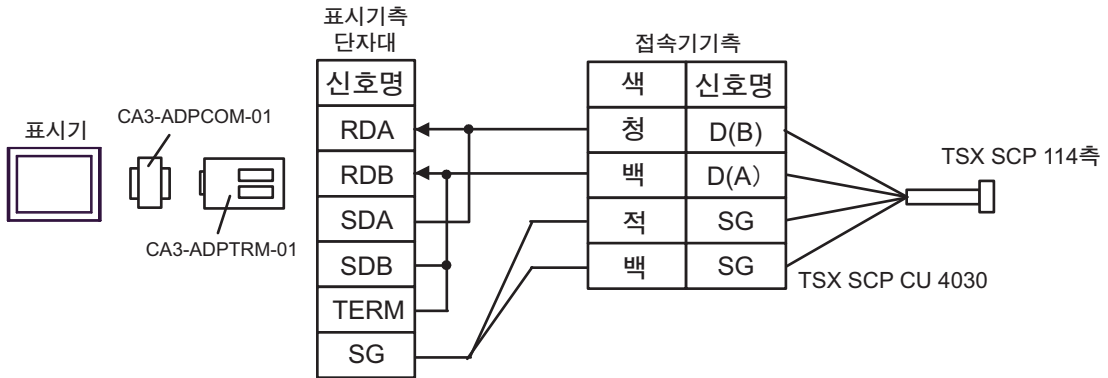 표시기측
단자대
접속기기측
신호명
색 신호명
표시기
CA3-ADPCOM-01
RDA
청 D(B)
TSX SCP 114측
RDB
백 D(A)
SDA
적 SG
CA3-ADPTRM-01
SDB
백 SG
TSX SCP CU 4030
TERM
SG